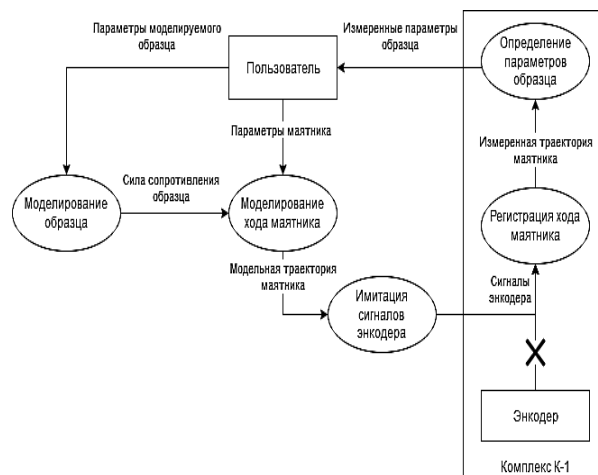 Параметры моделируемого
образца
Измеренные параметры
образца
Пользователь
Определение
параметров
образца
Параметры маятника
Измеренная траектория
маятника
Сила сопротивления
образца
Моделирование
образца
Моделирование
хода маятника
Регистрация хода
маятника
Модельная траектория
маятника
Сигналы
энкодера
Имитация
сигналов
энкодера
Энкодер
Комплекс К-1